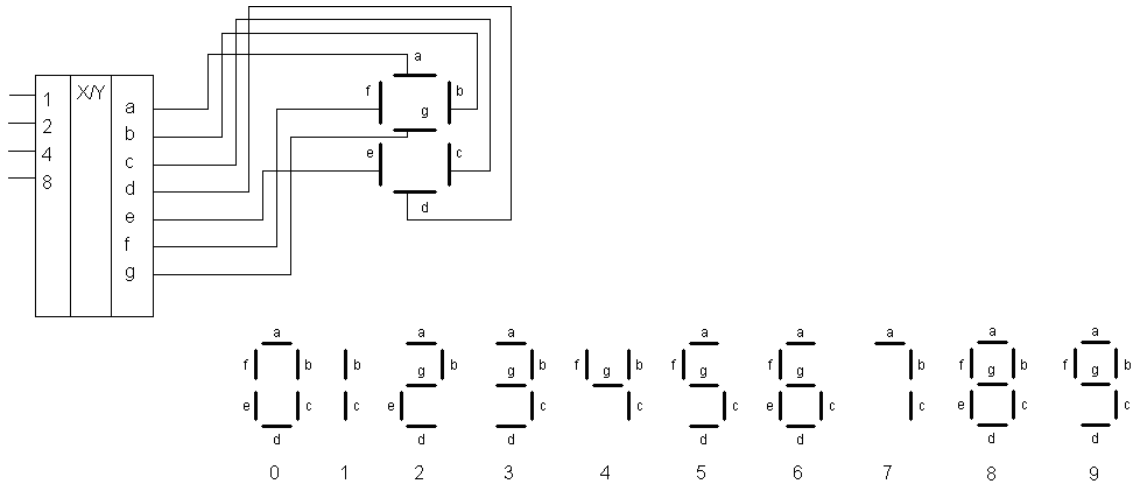 1 X/Y a
2 b
4 c
8 d
e
f
g
a
f b
g
e c
d
a a a a a a a a
f b b g b g b f g b f g f g b f g b f g b
e c c e c c c e c c e c c
d d d d d d d
0 1 2 3 4 5 6 7 8 9